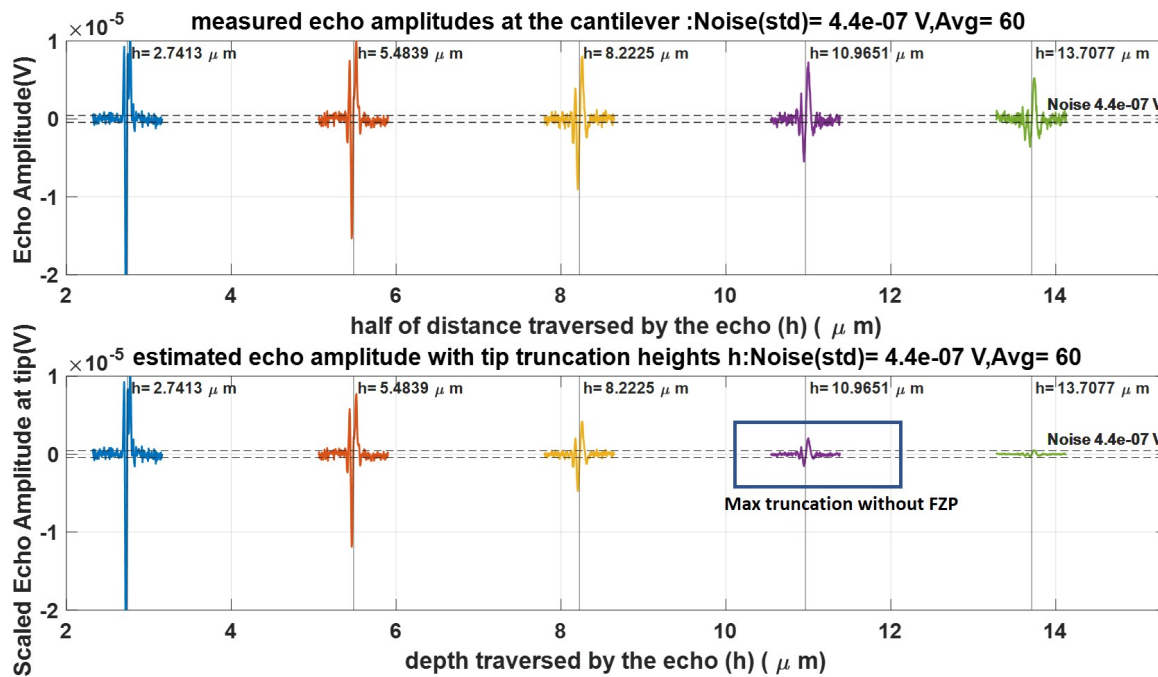 measured echo amplitudes at the cantilever :Noise(std)= 4.4e-07 V,Avg= 60
×10⁻⁵
h= 2.7413 μ m
h= 5.4839 μ m
h= 8.2225 μ m
h= 10.9651 μ m
h= 13.7077 μ m
1
0
-1
-2
Echo Amplitude(V)
Noise 4.4e-07 V
2 4 6 8 10 12 14
half of distance traversed by the echo (h) ( μ m)
estimated echo amplitude with tip truncation heights h:Noise(std)= 4.4e-07 V,Avg= 60
×10⁻⁵
h= 2.7413 μ m
h= 5.4839 μ m
h= 8.2225 μ m
h= 10.9651 μ m
h= 13.7077 μ m
1
0
-1
-2
Scaled Echo Amplitude at tip(V)
Noise 4.4e-07 V
Max truncation without FZP
2 4 6 8 10 12 14
depth traversed by the echo (h) ( μ m)